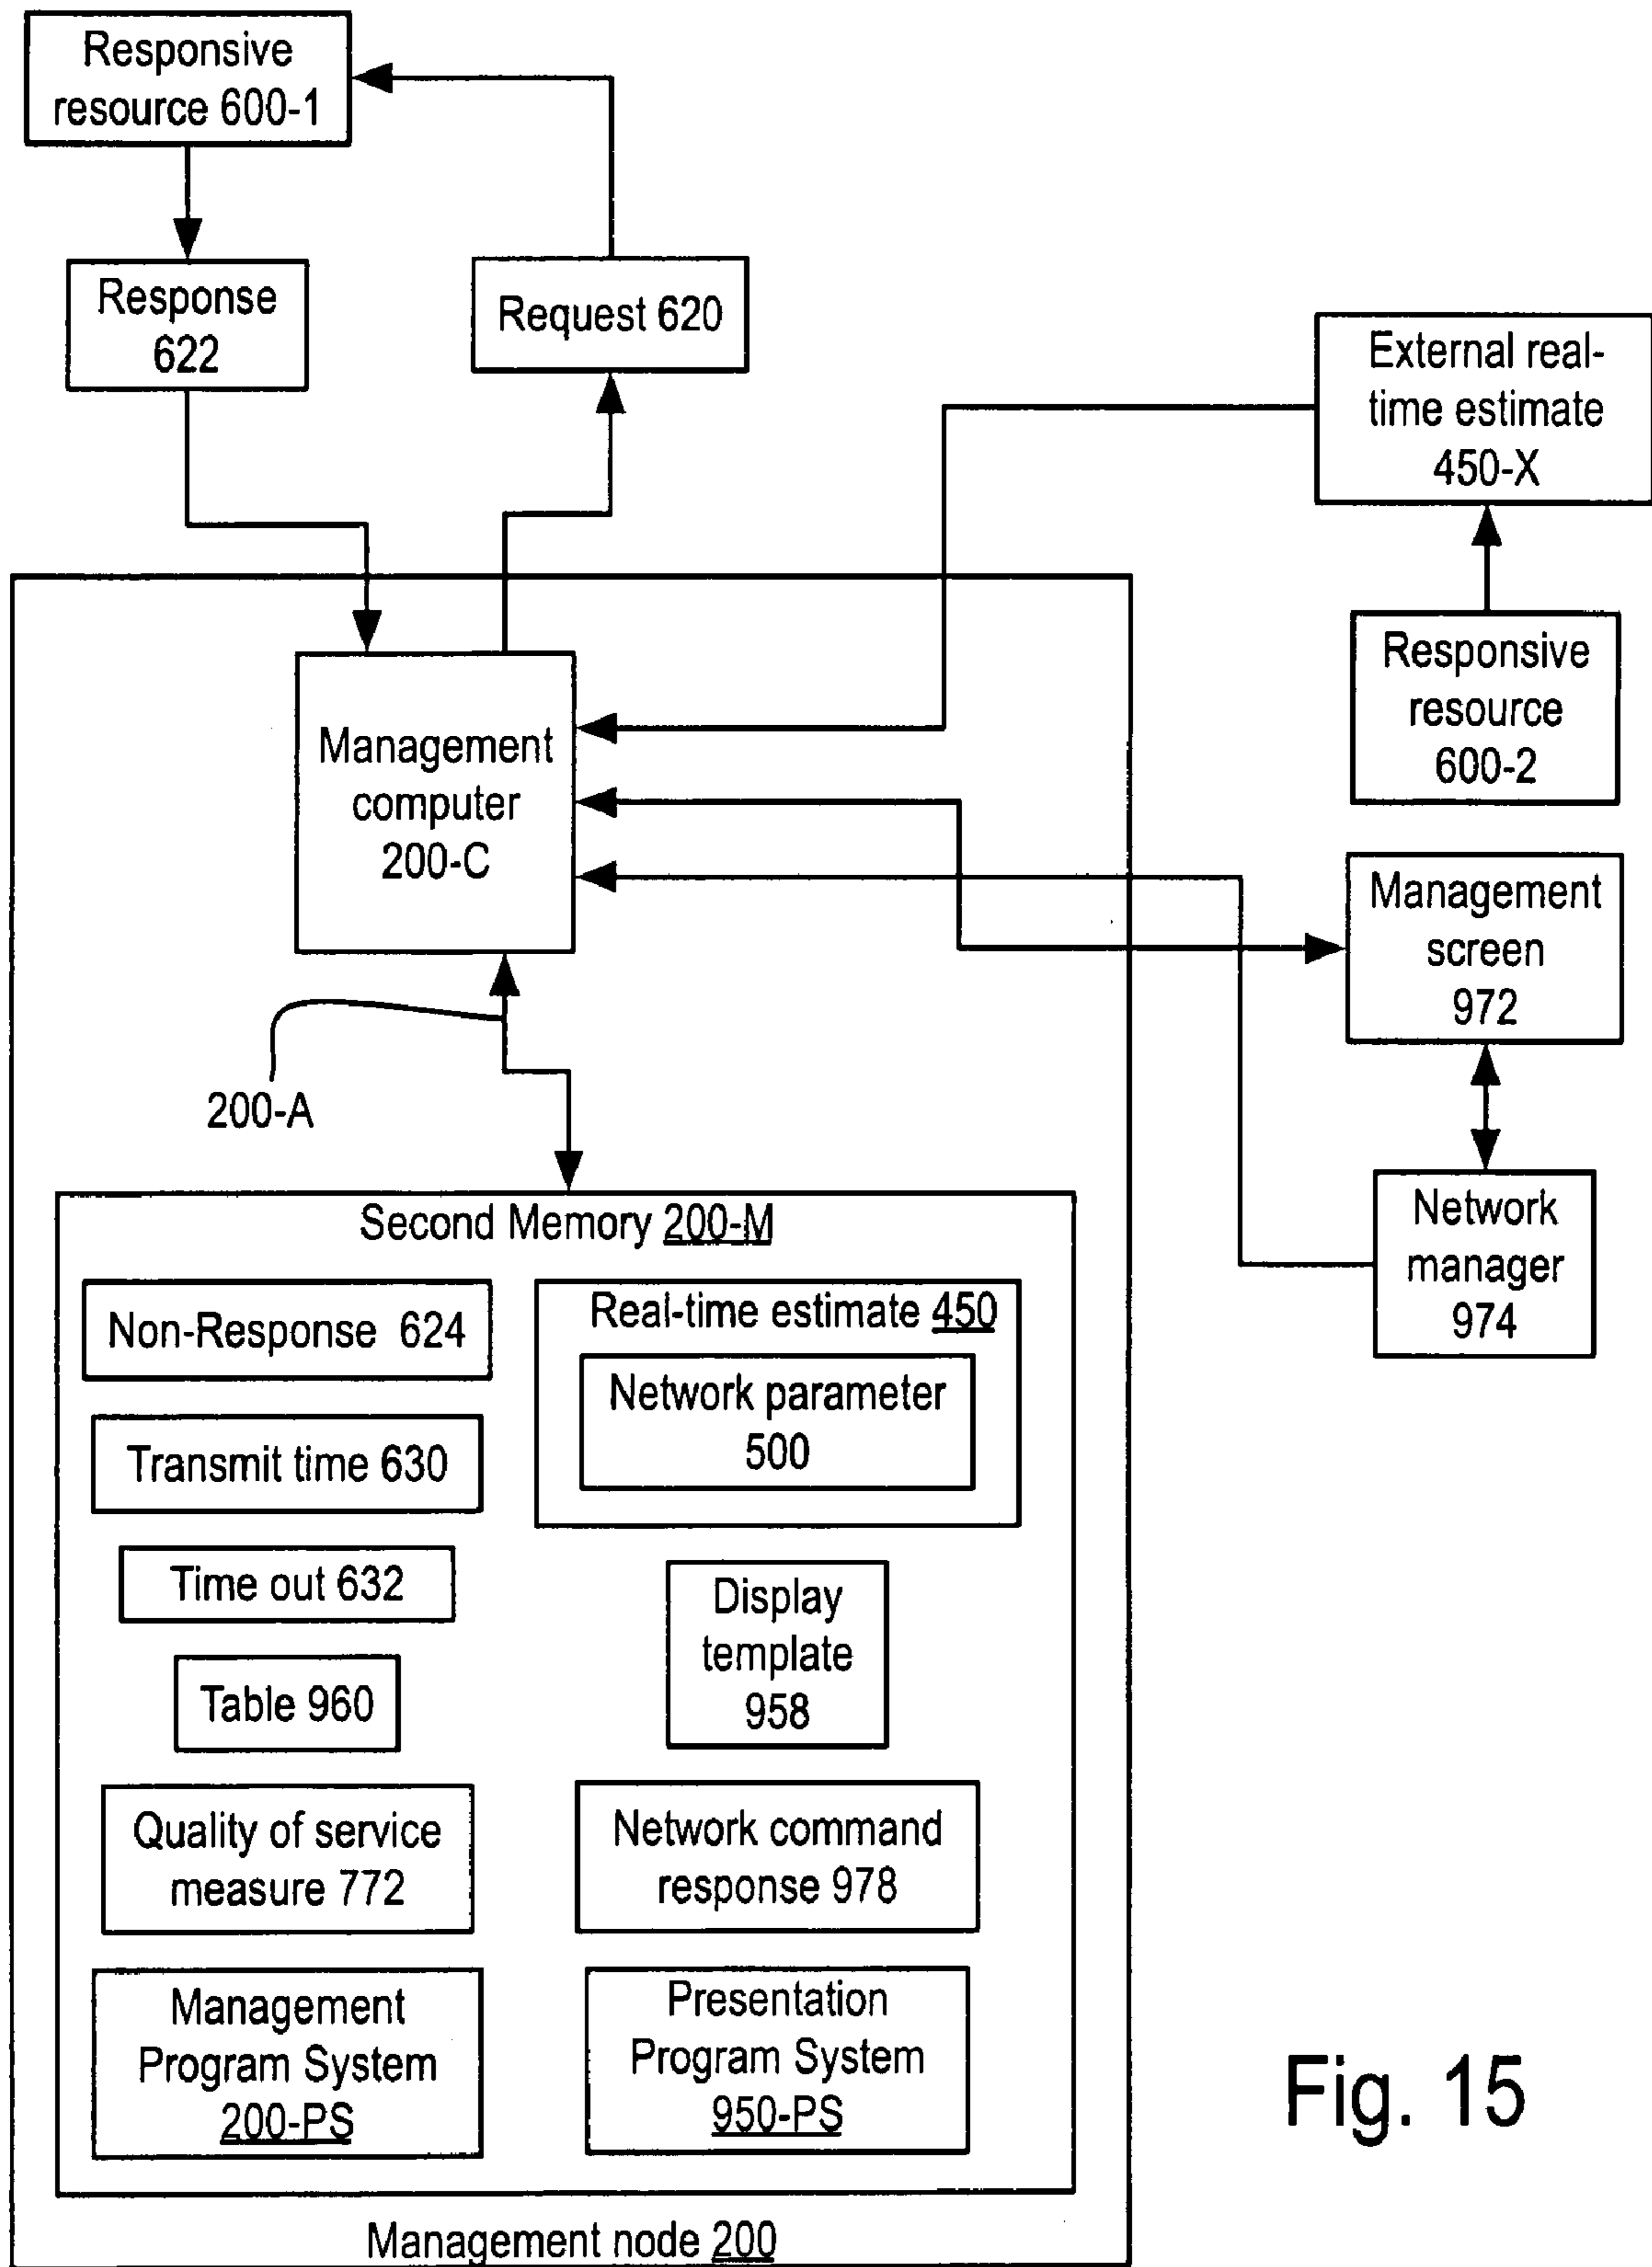 Responsive
resource 600-1
Response
622
Request 620
External real-
time estimate
450-X
Responsive
resource
600-2
Management
computer
200-C
Management
screen
972
200-A
Network
manager
974
Second Memory 200-M
Non-Response 624
Real-time estimate 450
Network parameter
500
Transmit time 630
Time out 632
Display
template
958
Table 960
Quality of service
measure 772
Network command
response 978
Management
Program System
200-PS
Presentation
Program System
950-PS
Management node 200
Fig. 15